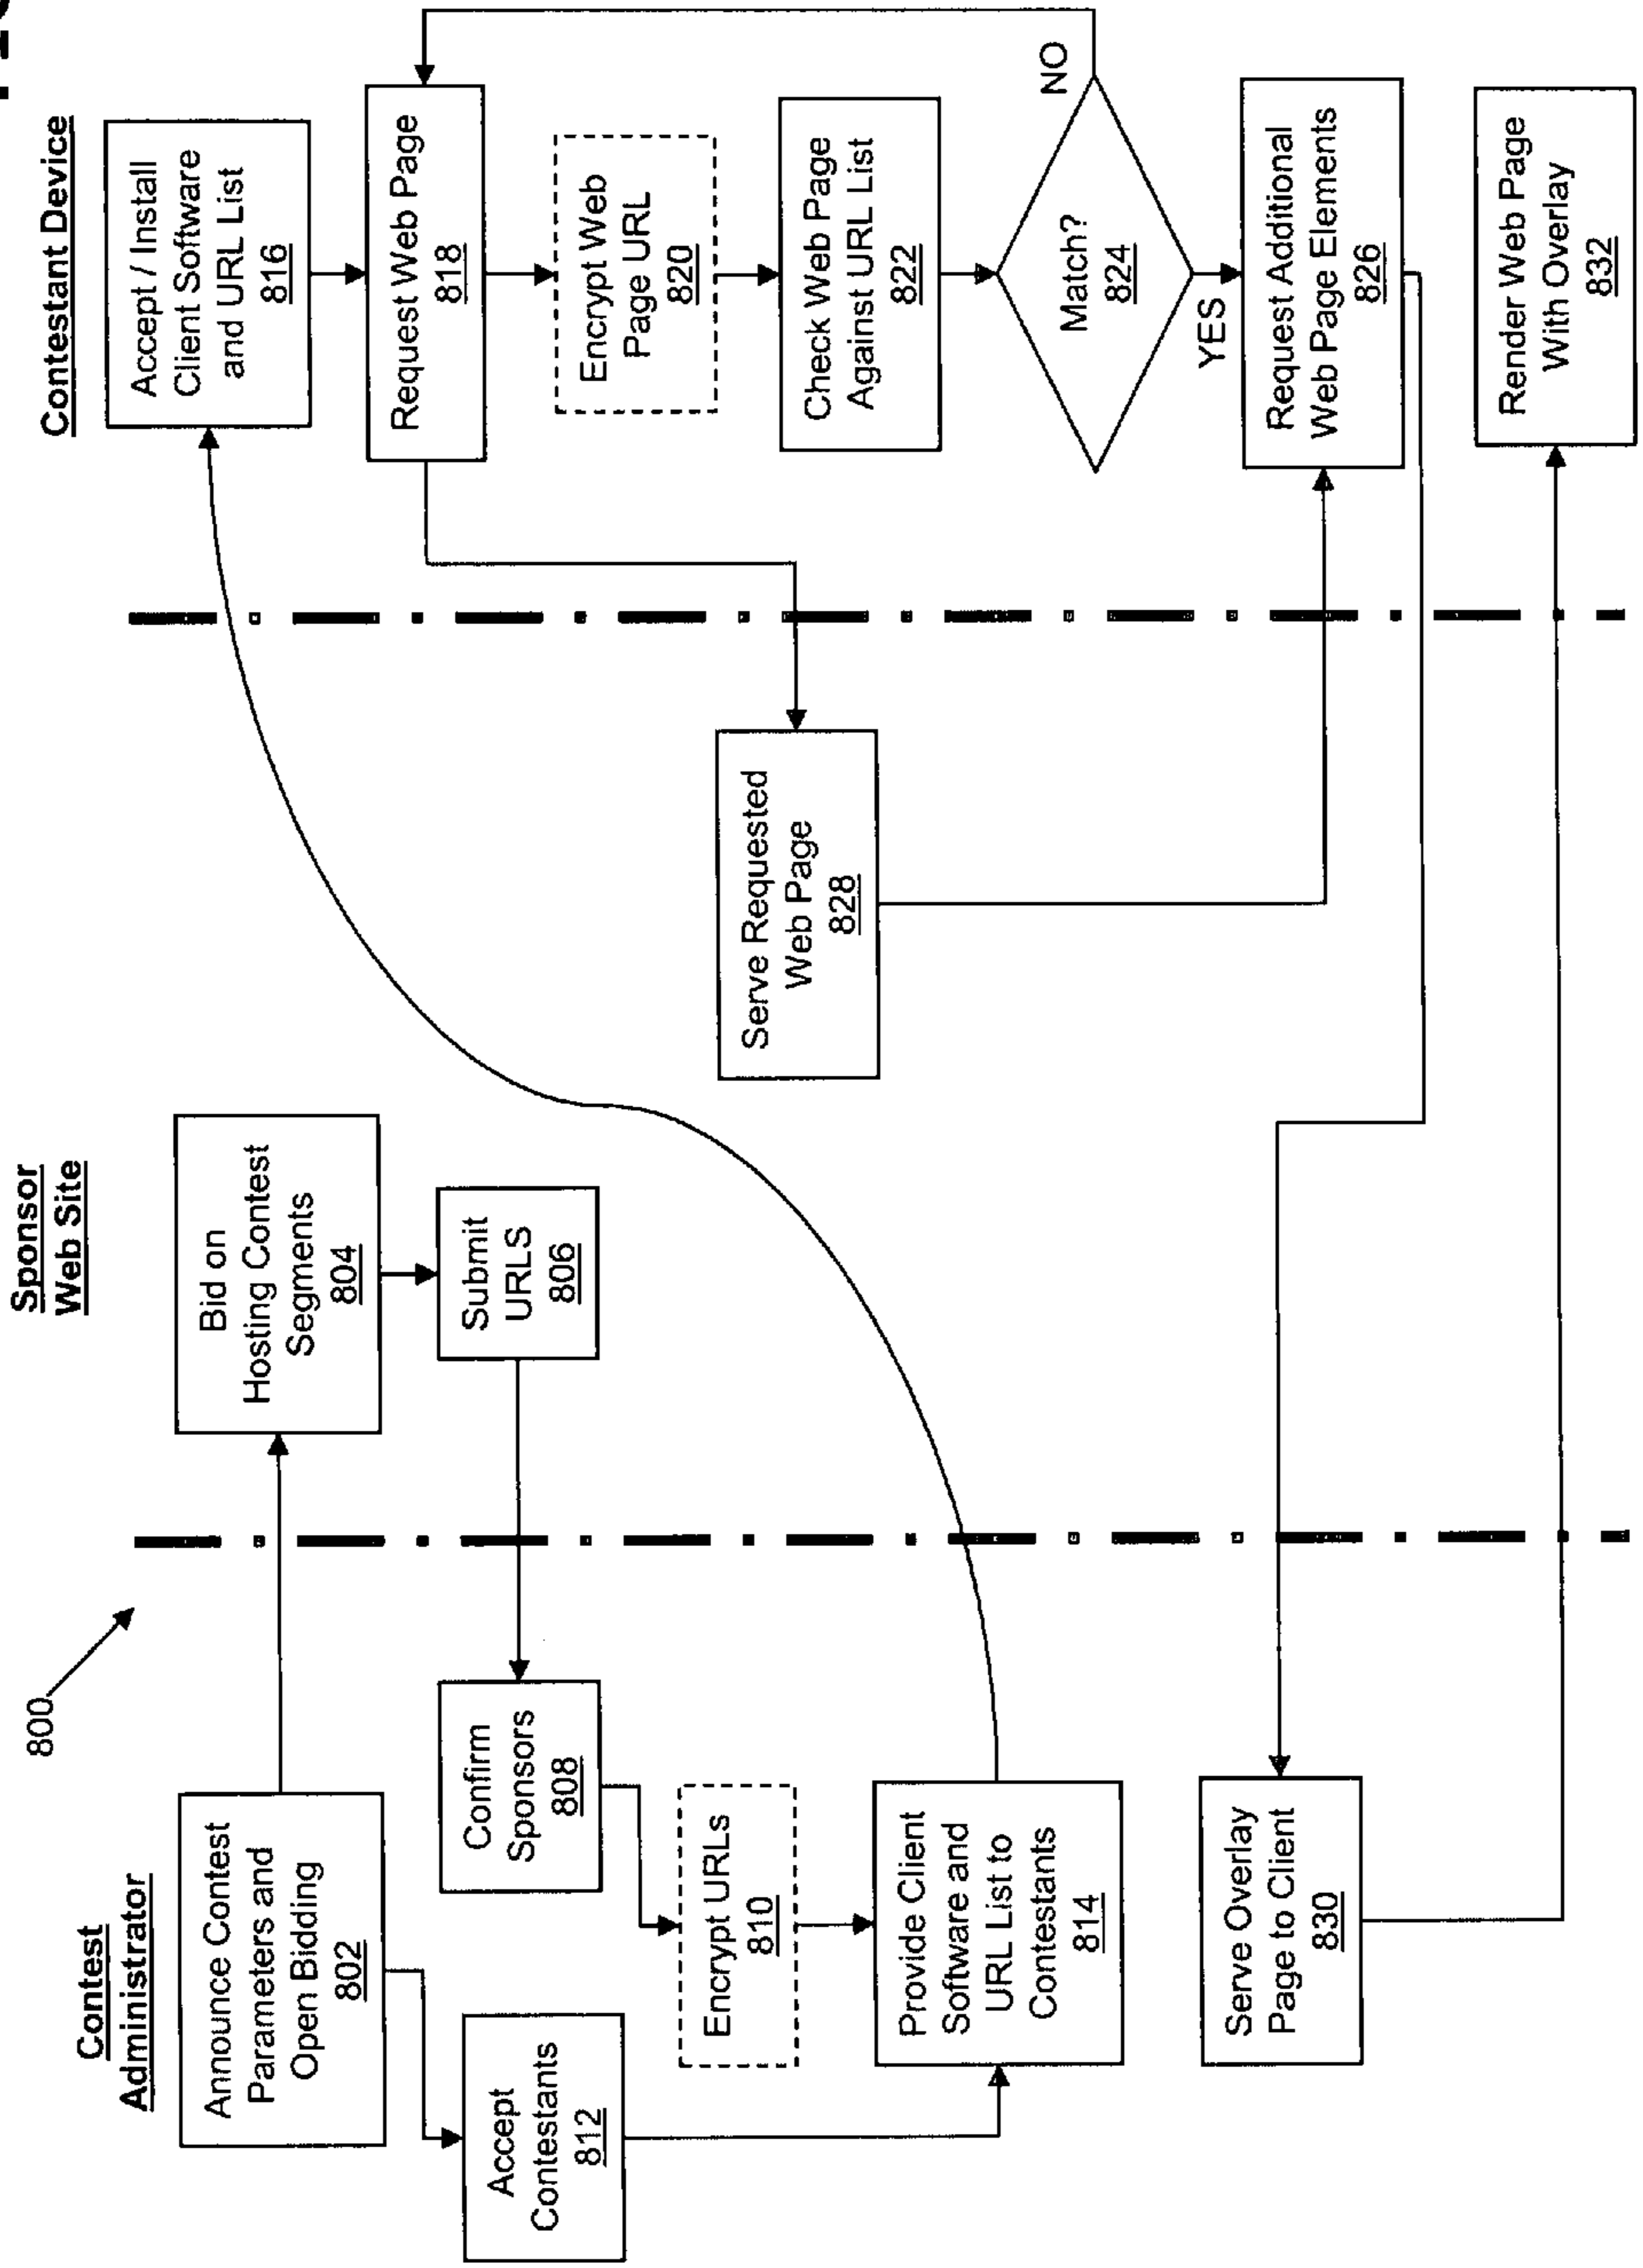 800
Contest
Administrator
Sponsor
Web Site
Contestant Device
Announce Contest
Parameters and
Open Bidding
802
Bid on
Hosting Contest
Segments
804
Submit
URLS
806
Confirm
Sponsors
808
Encrypt URLs
810
Accept
Contestants
812
Provide Client
Software and
URL List to
Contestants
814
Accept / Install
Client Software
and URL List
816
Request Web Page
818
Encrypt Web
Page URL
820
Check Web Page
Against URL List
822
Match?
824
NO
YES
Request Additional
Web Page Elements
826
Serve Requested
Web Page
828
Serve Overlay
Page to Client
830
Render Web Page
With Overlay
832